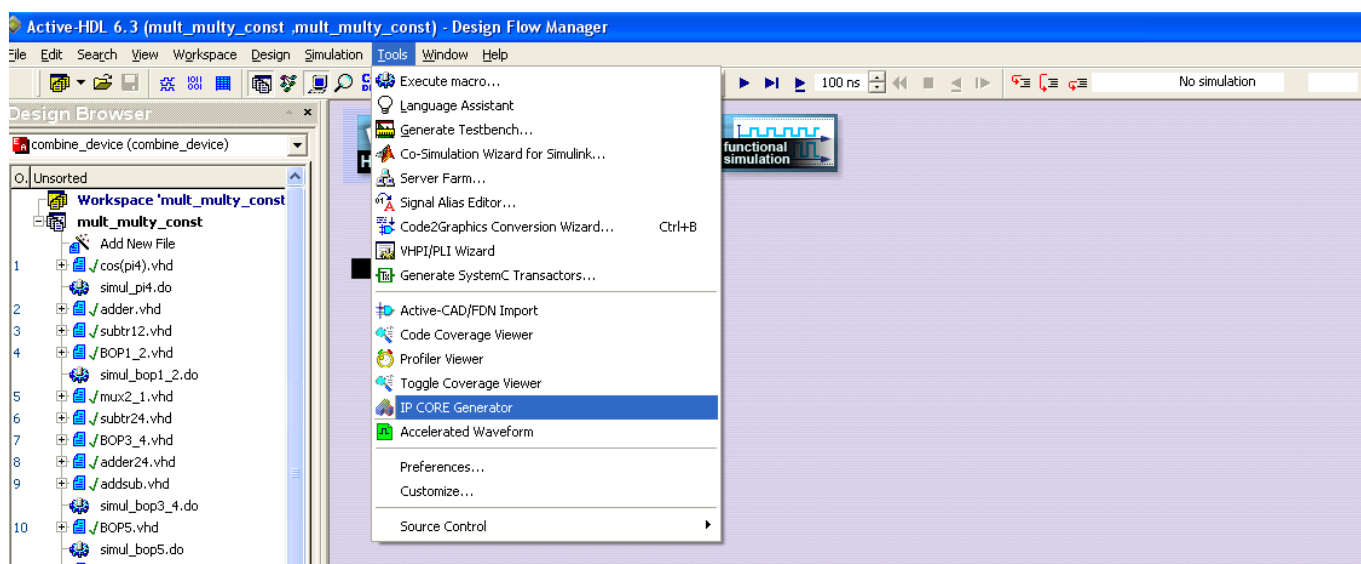 Active-HDL 6.3 (mult_multy_const ,mult_multy_const) - Design Flow Manager
File Edit Search View Workspace Design Simulation Tools Window Help
100 ns No simulation
Design Browser
combine_device (combine_device)
O. Unsorted
Workspace 'mult_multy_const
mult_multy_const
Add New File
1 cos(pi4).vhd
simul_pi4.do
2 adder.vhd
3 subtr12.vhd
4 BOP1_2.vhd
simul_bop1_2.do
5 mux2_1.vhd
6 subtr24.vhd
7 BOP3_4.vhd
8 adder24.vhd
9 addsub.vhd
simul_bop3_4.do
10 BOP5.vhd
simul_bop5.do
Execute macro...
Language Assistant
Generate Testbench...
Co-Simulation Wizard for Simulink...
Server Farm...
Signal Alias Editor...
Code2Graphics Conversion Wizard... Ctrl+B
VHPI/PLI Wizard
Generate SystemC Transactors...
Active-CAD/FDN Import
Code Coverage Viewer
Profiler Viewer
Toggle Coverage Viewer
IP CORE Generator
Accelerated Waveform
Preferences...
Customize...
Source Control
functional
simulation